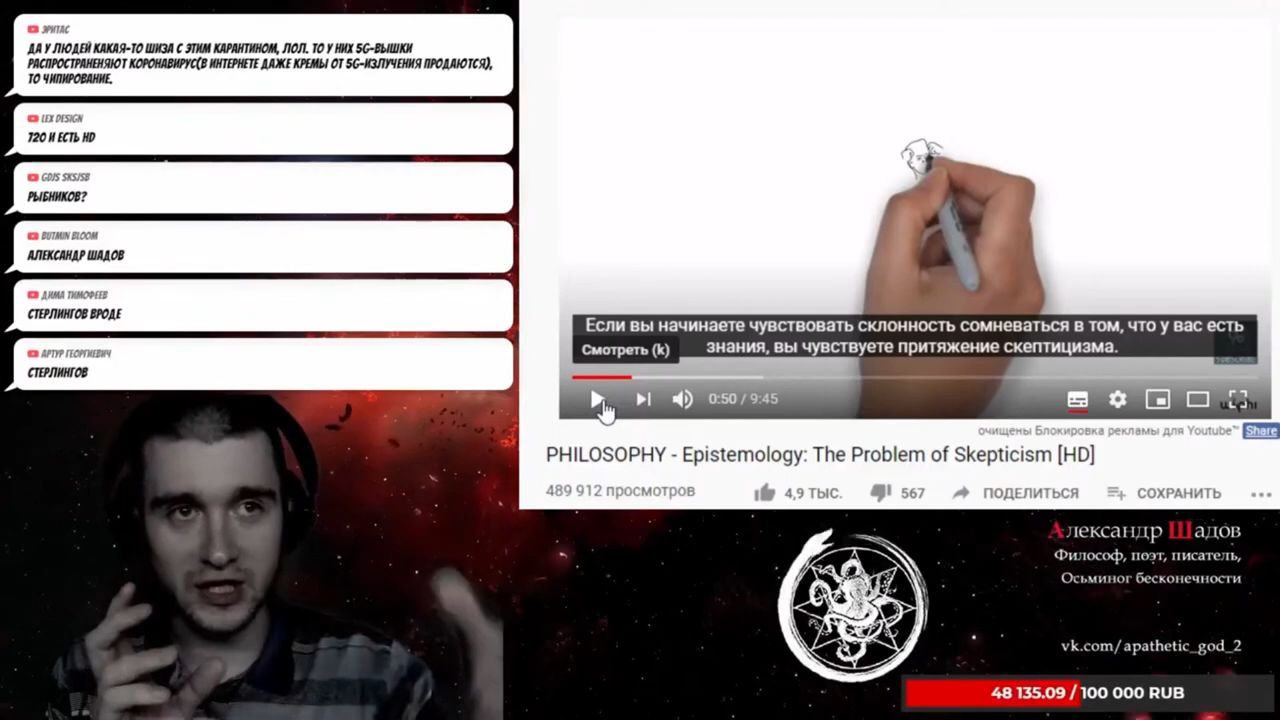 ЭРИТАС
ДА У ЛЮДЕЙ КАКАЯ-ТО ШИЗА С ЭТИМ КАРАНТИНОМ, ЛОЛ. ТО У НИХ 5G-ВЫШКИ
РАСПРОСТРАНЕНЯЮТ КОРОНАВИРУС(В ИНТЕРНЕТЕ ДАЖЕ КРЕМЫ ОТ 5G-ИЗЛУЧЕНИЯ ПРОДАЮТСЯ),
ТО ЧИПИРОВАНИЕ.
LEX DESIGN
720 И ЕСТЬ HD
GDJS SKSJSB
РЫБНИКОВ?
BUTMIN BLOOM
АЛЕКСАНДР ШАДОВ
ДИМА ТИМОФЕЕВ
СТЕРЛИНГОВ ВРОДЕ
АРТУР ГЕОРГИЕВИЧ
СТЕРЛИНГОВ
Если вы начинаете чувствовать склонность сомневаться в том, что у вас есть
знания, вы чувствуете притяжение скептицизма.
Смотреть (k)
0:50 / 9:45
очищены Блокировка рекламы для Youtube™ Share
PHILOSOPHY - Epistemology: The Problem of Skepticism [HD]
489 912 просмотров
4,9 ТЫС.
567
ПОДЕЛИТЬСЯ
СОХРАНИТЬ
Александр Шадов
Философ, поэт, писатель,
Осьминог бесконечности
vk.com/apathetic_god_2
48 135.09 / 100 000 RUB